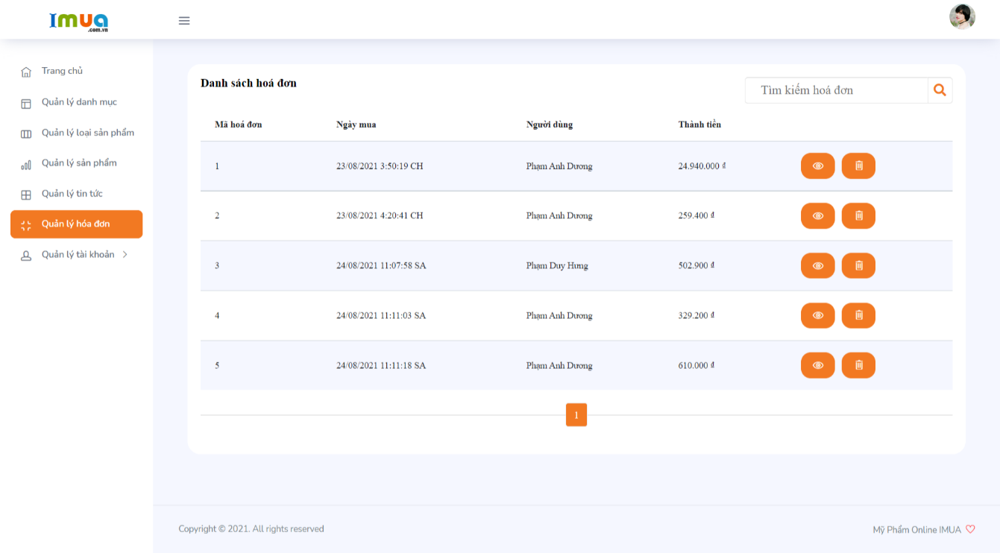 Imua
.com.vn
Trang chủ
Quản lý danh mục
Quản lý loại sản phẩm
Quản lý sản phẩm
Quản lý tin tức
Quản lý hóa đơn
Quản lý tài khoản
Danh sách hoá đơn
Tìm kiếm hoá đơn
Mã hoá đơn Ngày mua Người dùng Thành tiền
1 23/08/2021 3:50:19 CH Phạm Anh Dương 24.940.000 ₫
2 23/08/2021 4:20:41 CH Phạm Anh Dương 259.400 ₫
3 24/08/2021 11:07:58 SA Phạm Duy Hưng 502.900 ₫
4 24/08/2021 11:11:03 SA Phạm Anh Dương 329.200 ₫
5 24/08/2021 11:11:18 SA Phạm Anh Dương 610.000 ₫
1
Copyright © 2021. All rights reserved
Mỹ Phẩm Online IMUA